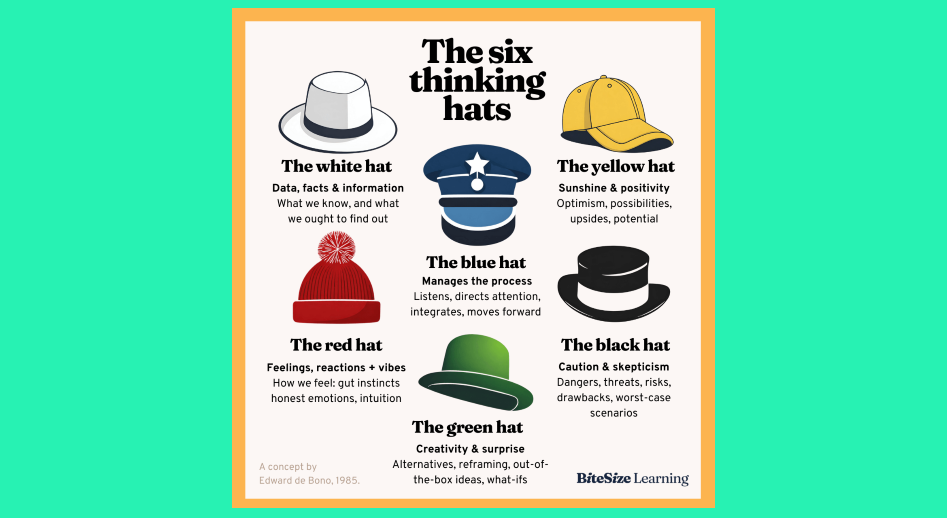 The six
thinking
hats
The white hat
Data, facts & information
What we know, and what
we ought to find out
The yellow hat
Sunshine & positivity
Optimism, possibilities,
upsides, potential
The blue hat
Manages the process
Listens, directs attention,
integrates, moves forward
The red hat
Feelings, reactions + vibes
How we feel: gut instincts
honest emotions, intuition
The black hat
Caution & skepticism
Dangers, threats, risks,
drawbacks, worst-case
scenarios
The green hat
Creativity & surprise
Alternatives, reframing, out-of-
the-box ideas, what-ifs
A concept by
Edward de Bono, 1985.
BiteSize Learning